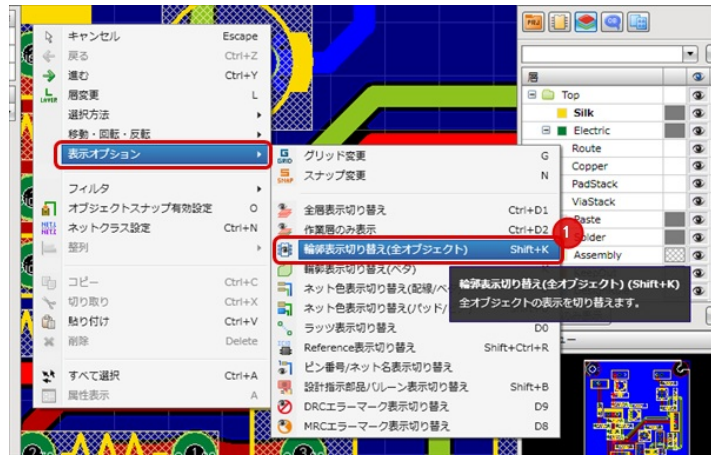 キャンセル Escape
戻る Ctrl+Z
進む Ctrl+Y
LAYER 層変更 L
選択方法
移動・回転・反転
表示オプション
フィルタ
オブジェクトスナップ有効設定 O
ネットクラス設定 Ctrl+N
整列
コピー Ctrl+C
切り取り Ctrl+X
貼り付け Ctrl+V
削除 Delete
すべて選択 Ctrl+A
属性表示 A
GRID グリッド変更 G
SNAP スナップ変更 N
全層表示切り替え Ctrl+D1
作業層のみ表示 Ctrl+D2
1
輪郭表示切り替え(全オブジェクト) Shift+K
輪郭表示切り替え(ベタ)
ネット色表示切り替え(配線/ベ
ネット色表示切り替え(パッド/
ラッツ表示切り替え D0
Reference表示切り替え Shift+Ctrl+R
ピン番号/ネット名表示切り替え
設計指示部品バルーン表示切り替え Shift+B
DRCエラーマーク表示切り替え D9
MRCエラーマーク表示切り替え D8
輪郭表示切り替え(全オブジェクト) (Shift+K)
全オブジェクトの表示を切り替えます。
層
Top
Silk
Electric
Route
Copper
PadStack
ViaStack
Paste
Solder
Assembly
ュー